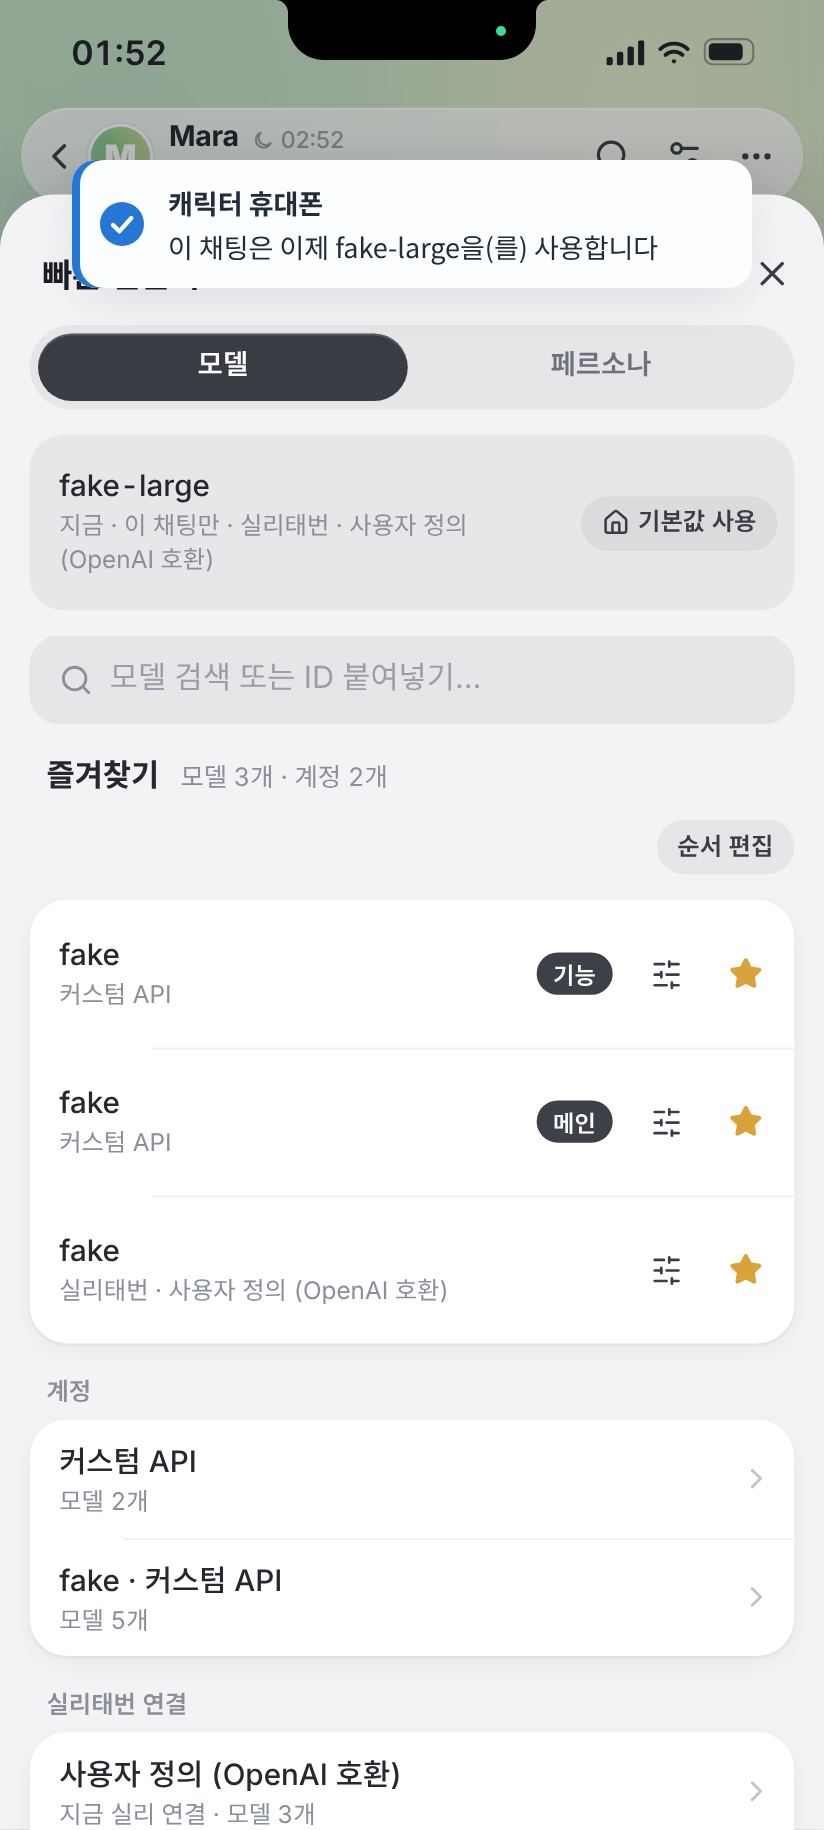 01:52
Mara 02:52
M
캐릭터 휴대폰
이 채팅은 이제 fake-large을(를) 사용합니다
모델
페르소나
fake-large
지금 · 이 채팅만 · 실리태번 · 사용자 정의
(OpenAI 호환)
기본값 사용
모델 검색 또는 ID 붙여넣기...
즐겨찾기 모델 3개 · 계정 2개
순서 편집
fake
커스텀 API
기능
fake
커스텀 API
메인
fake
실리태번 · 사용자 정의 (OpenAI 호환)
계정
커스텀 API
모델 2개
fake · 커스텀 API
모델 5개
실리태번 연결
사용자 정의 (OpenAI 호환)
지금 실리 연결 · 모델 3개